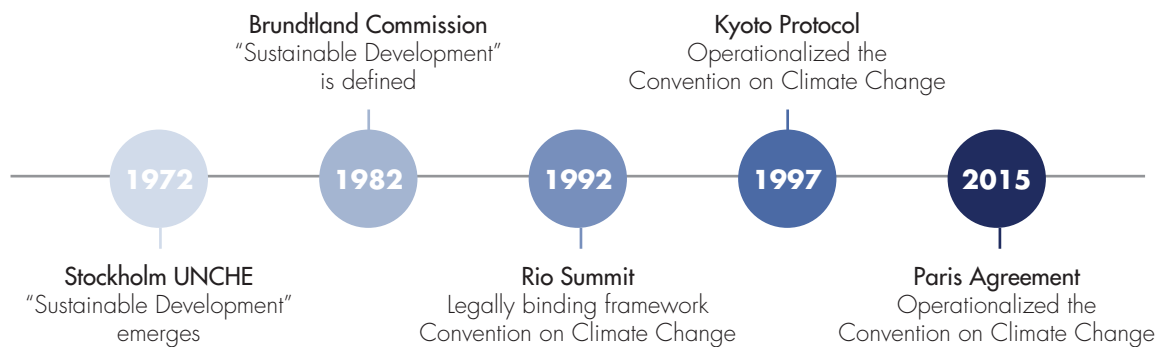 Brundtland Commission
“Sustainable Development”
is defined
Kyoto Protocol
Operationalized the
Convention on Climate Change
1972
1982
1992
1997
2015
Stockholm UNCHE
“Sustainable Development”
emerges
Rio Summit
Legally binding framework
Convention on Climate Change
Paris Agreement
Operationalized the
Convention on Climate Change